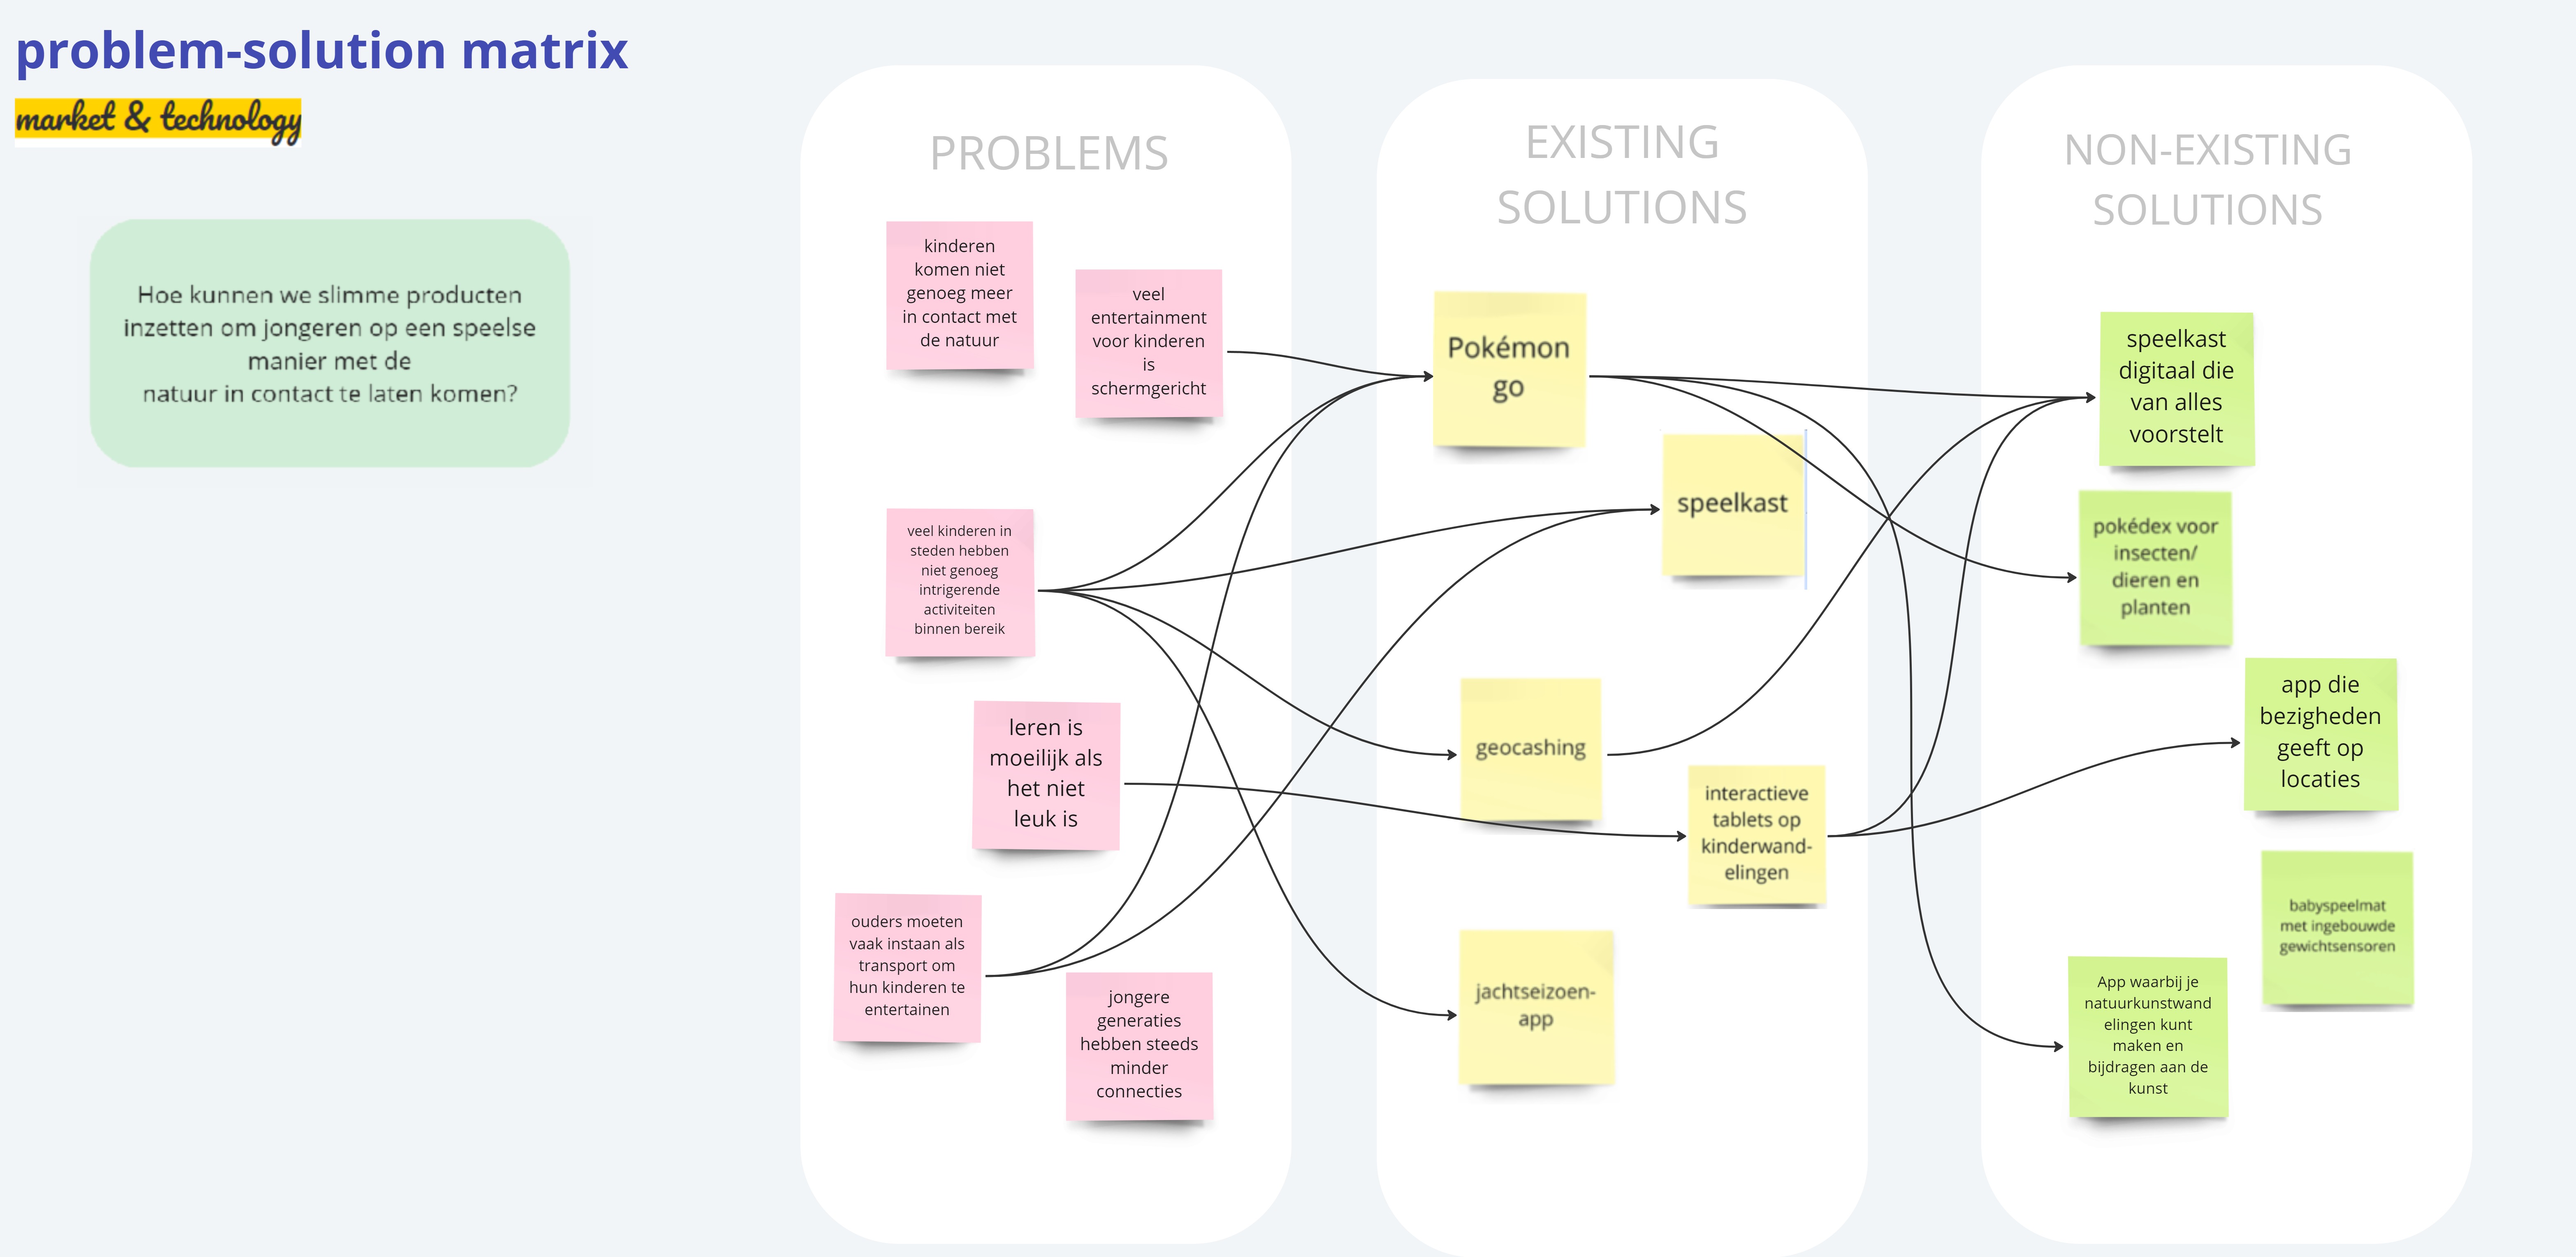 problem-solution matrix
market & technology
Hoe kunnen we slimme producten
inzetten om jongeren op een speelse
manier met de
natuur in contact te laten komen?
PROBLEMS
kinderen
komen niet
genoeg meer
in contact met
de natuur
veel
entertainment
voor kinderen
is
schermgericht
veel kinderen in
steden hebben
niet genoeg
intrigerende
activiteiten
binnen bereik
leren is
moeilijk als
het niet
leuk is
ouders moeten
vaak instaan als
transport om
hun kinderen te
entertainen
jongere
generaties
hebben steeds
minder
connecties
EXISTING
SOLUTIONS
Pokémon
go
speelkast
geocashing
interactieve
tablets op
kinderwand-
elingen
jachtseizoen-
app
NON-EXISTING
SOLUTIONS
speelkast
digitaal die
van alles
voorstelt
pokédex voor
insecten/
dieren en
planten
app die
bezigheden
geeft op
locaties
babyspeelmat
met ingebouwde
gewichtsensoren
App waarbij je
natuurkunstwand
elingen kunt
maken en
bijdragen aan de
kunst